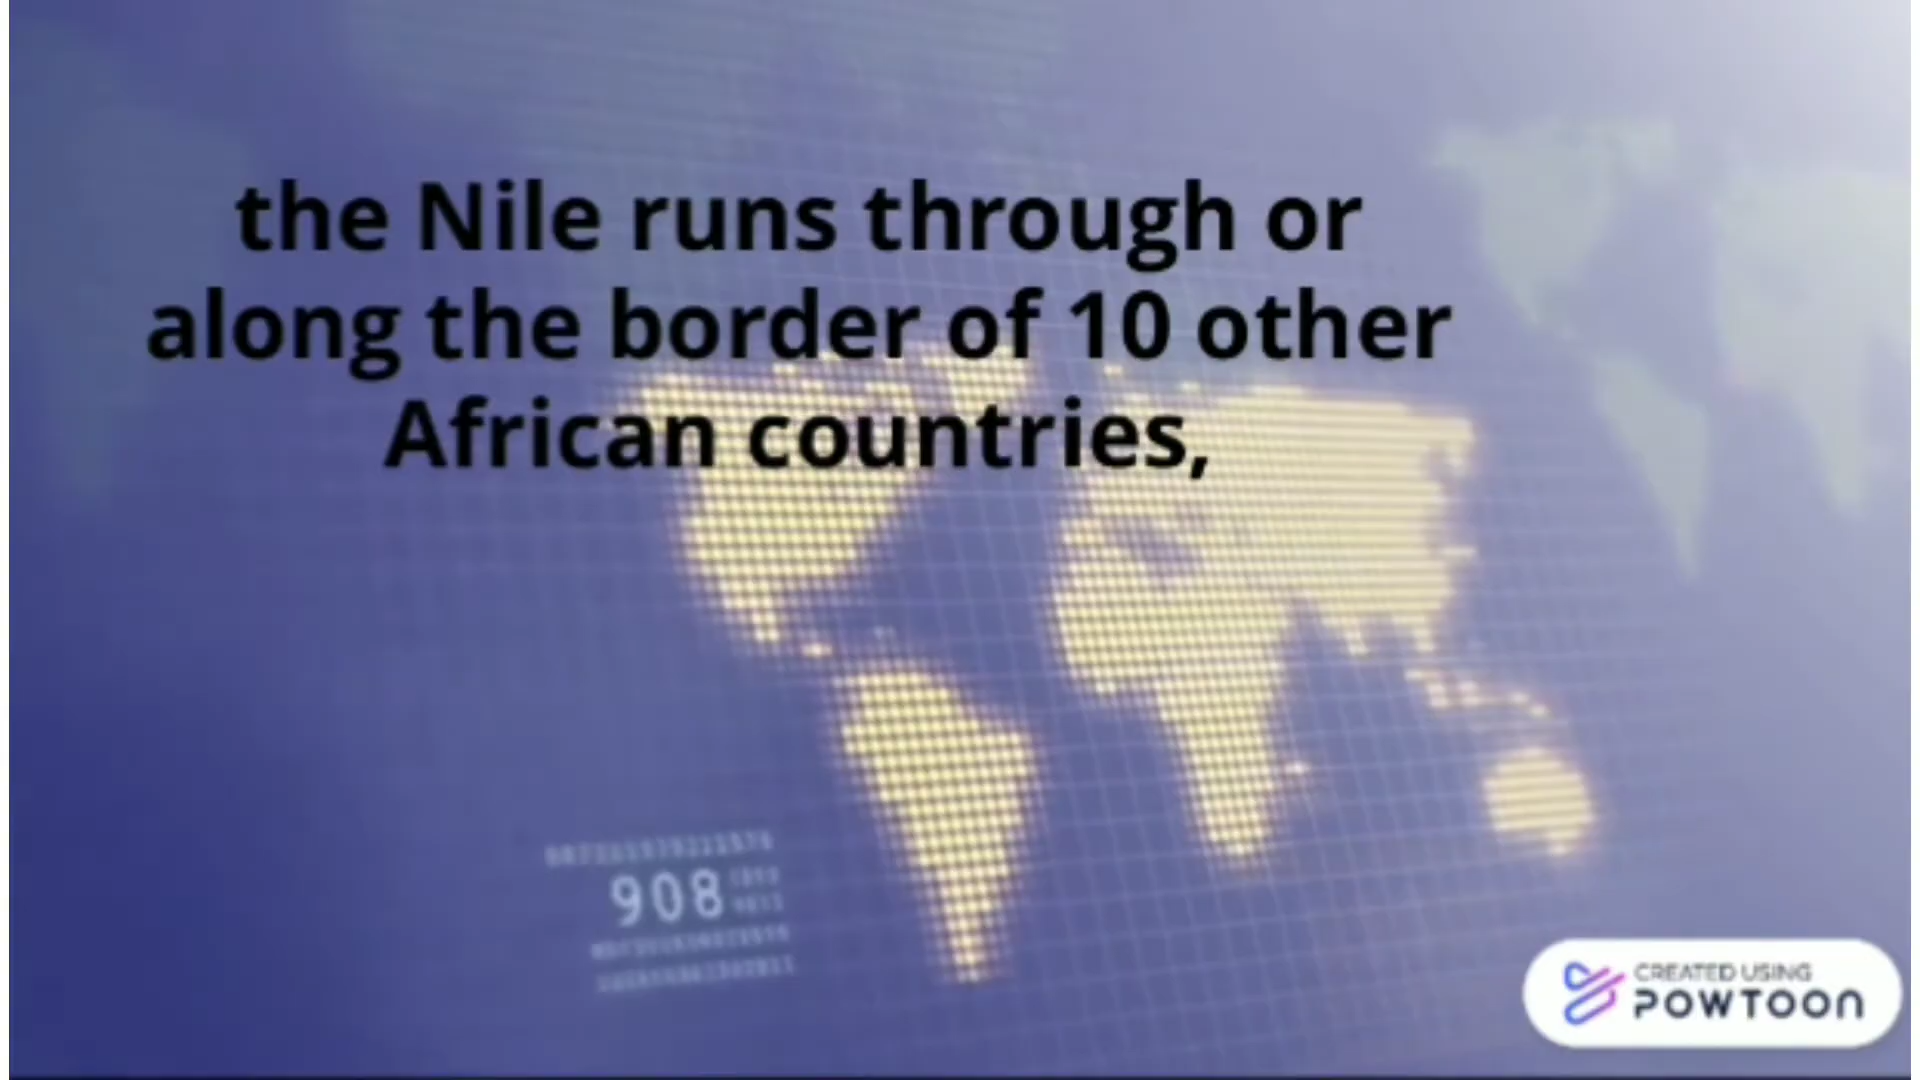 the Nile runs through or
along the border of 10 other
African countries,
908
CREATED USING
POWTOON